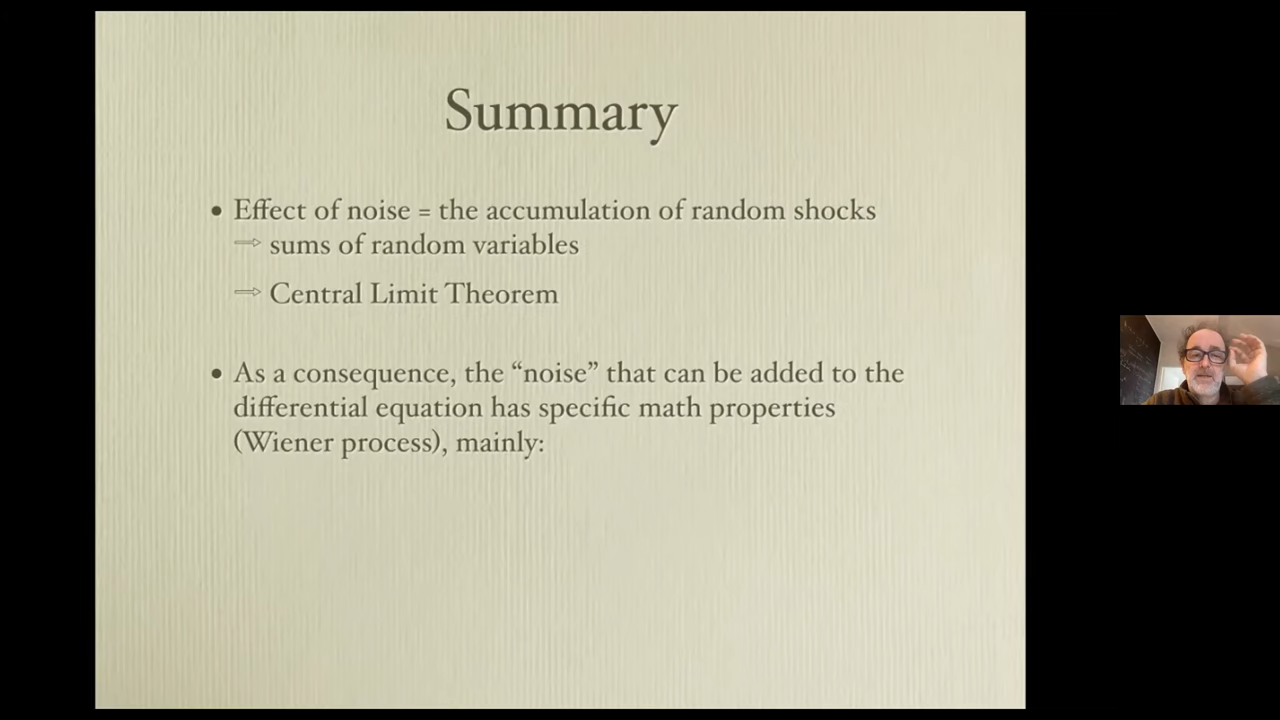 Summary
• Effect of noise = the accumulation of random shocks
⇒ sums of random variables
⇒ Central Limit Theorem
• As a consequence, the “noise” that can be added to the
differential equation has specific math properties
(Wiener process), mainly: